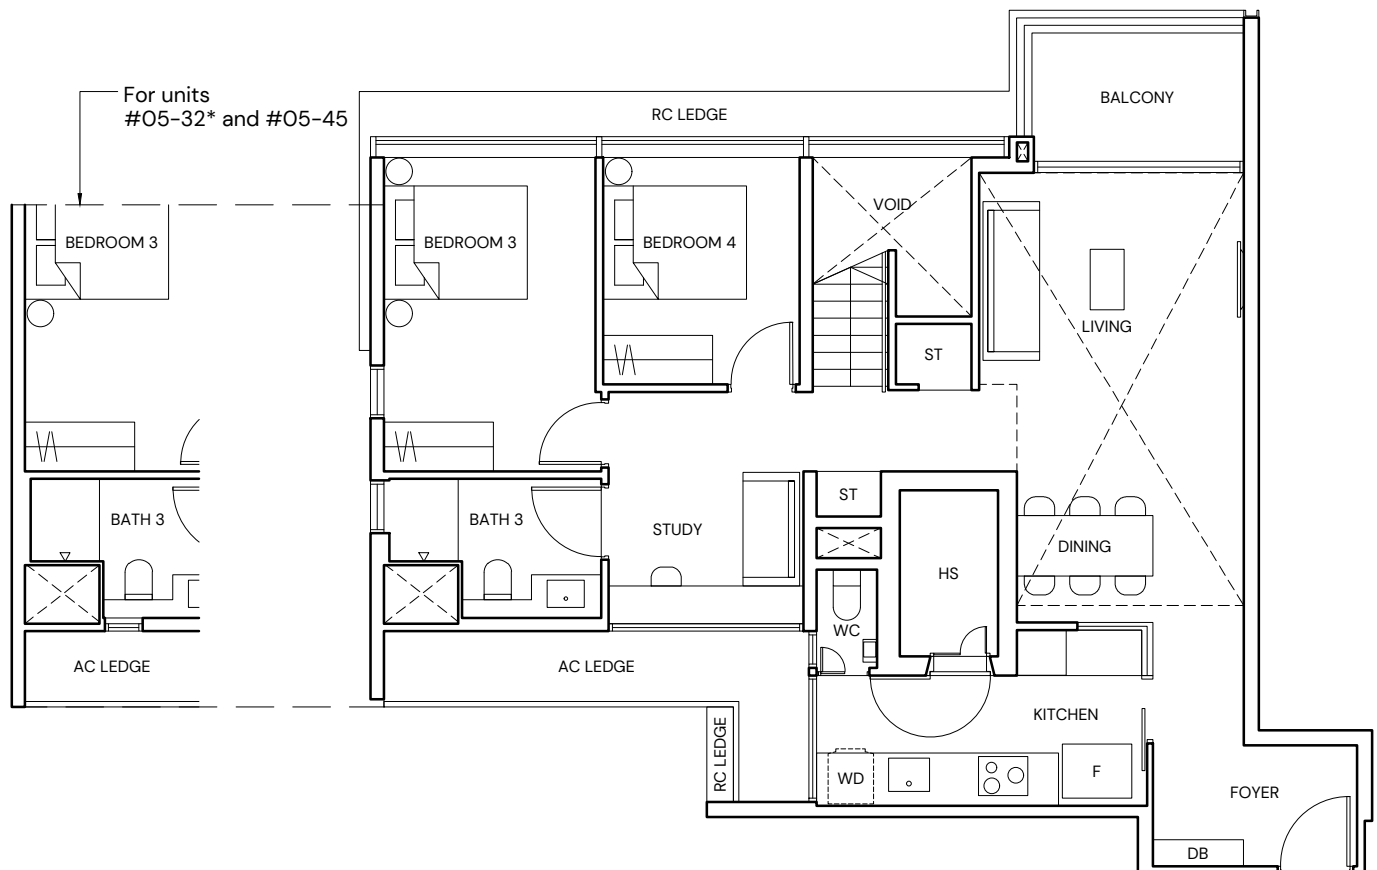 For units
#05-32* and #05-45
RC LEDGE
BALCONY
VOID
BEDROOM 3
BEDROOM 3
BEDROOM 4
LIVING
ST
ST
BATH 3
BATH 3
STUDY
DINING
HS
WC
AC LEDGE
AC LEDGE
KITCHEN
RC LEDGE
WD
F
FOYER
DB